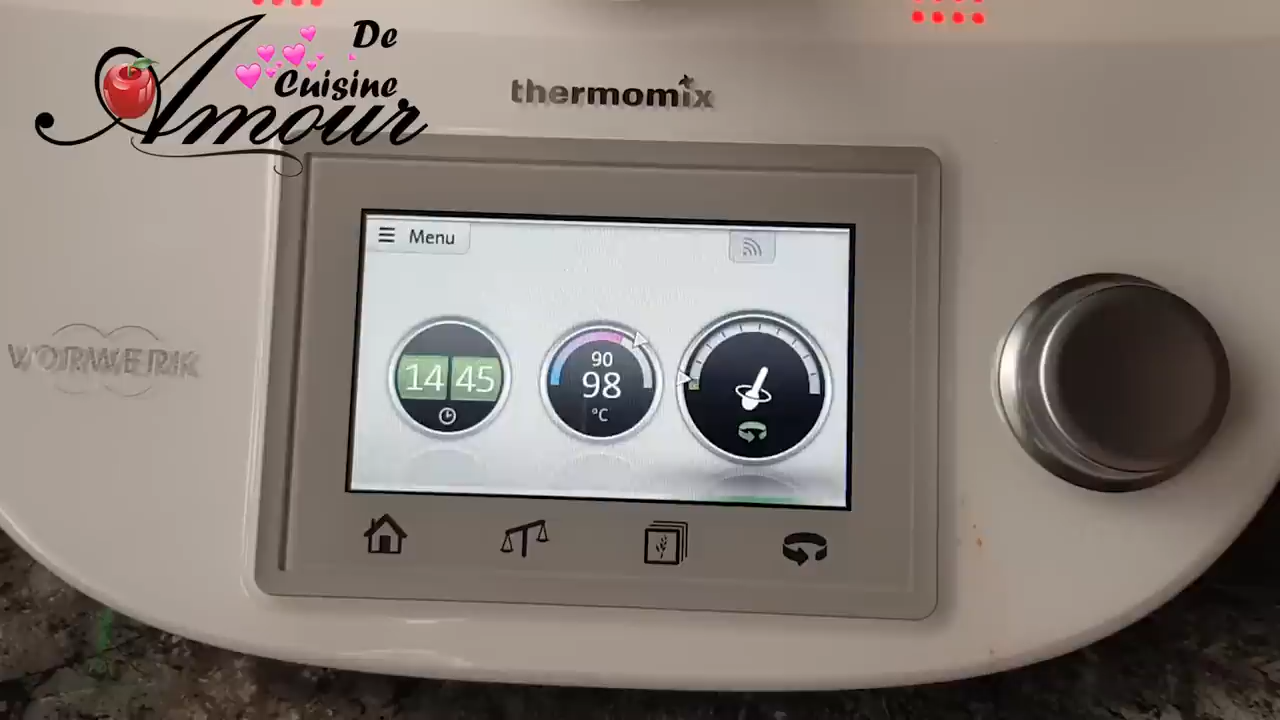 De
Cuisine
Amour
thermomix
VORWERK
Menu
14 45
90
98
°C